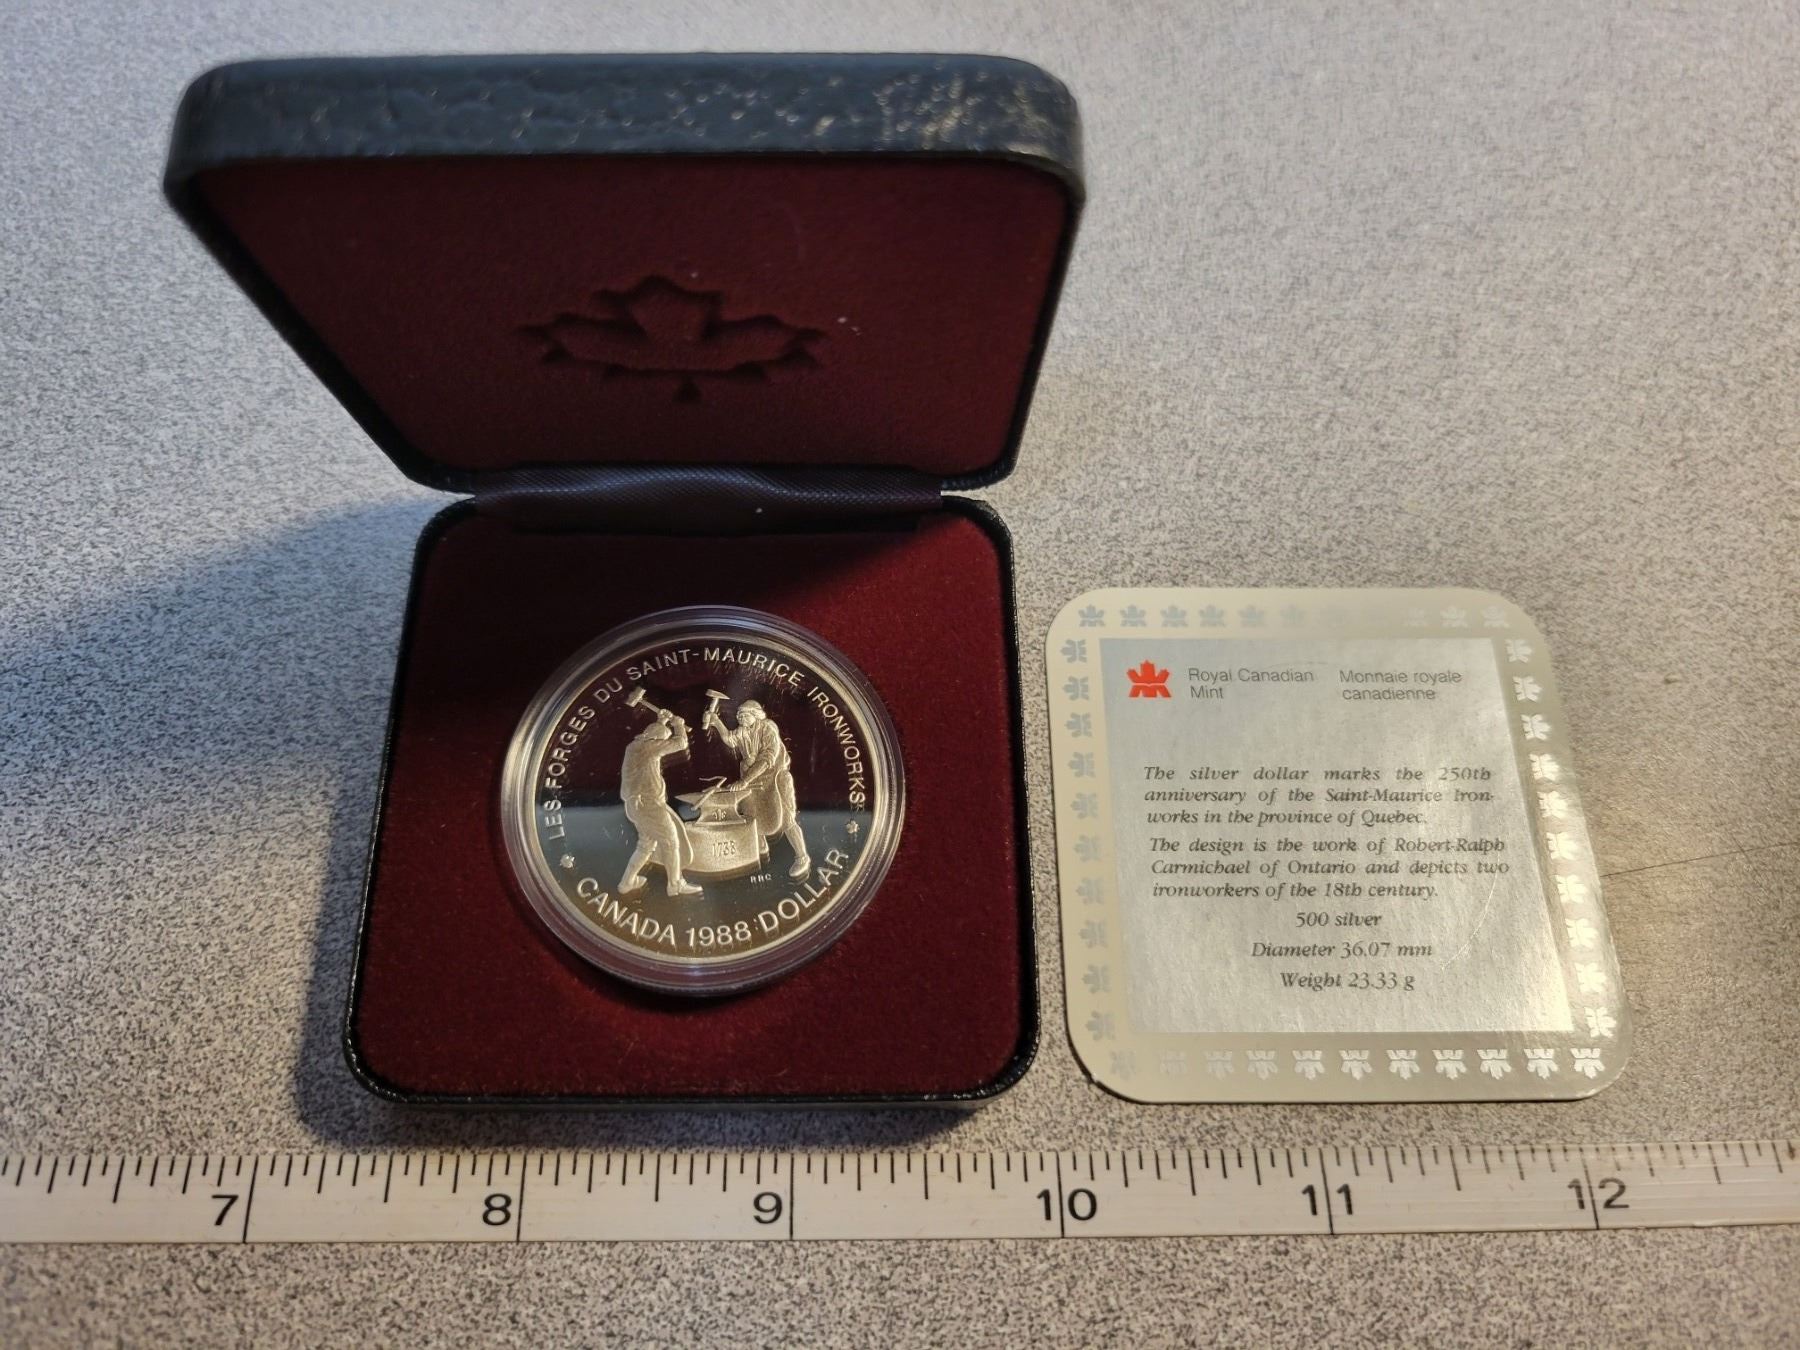 LES FORGES DU SAINT-MAURICE IRONWORKS
1738
RRC
CANADA 1988 DOLLAR
Royal Canadian Mint
Monnaie royale canadienne
The silver dollar marks the 250th
anniversary of the Saint-Maurice Iron-
works in the province of Quebec.
The design is the work of Robert-Ralph
Carmichael of Ontario and depicts two
ironworkers of the 18th century.
500 silver
Diameter 36.07 mm
Weight 23.33 g
7 8 9 10 11 12